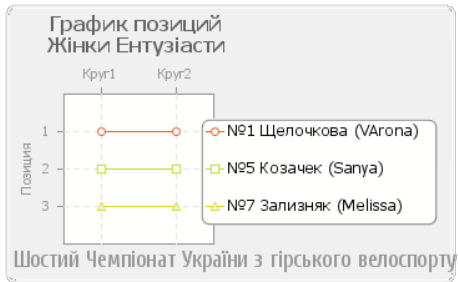 График позиций
Жінки Ентузіасти
Круг1 Круг2
Позиция
1
2
3
№1 Щелочкова (VArona)
№5 Козачек (Sanya)
№7 Зализняк (Melissa)
Шостий Чемпіонат України з гірського велоспорту